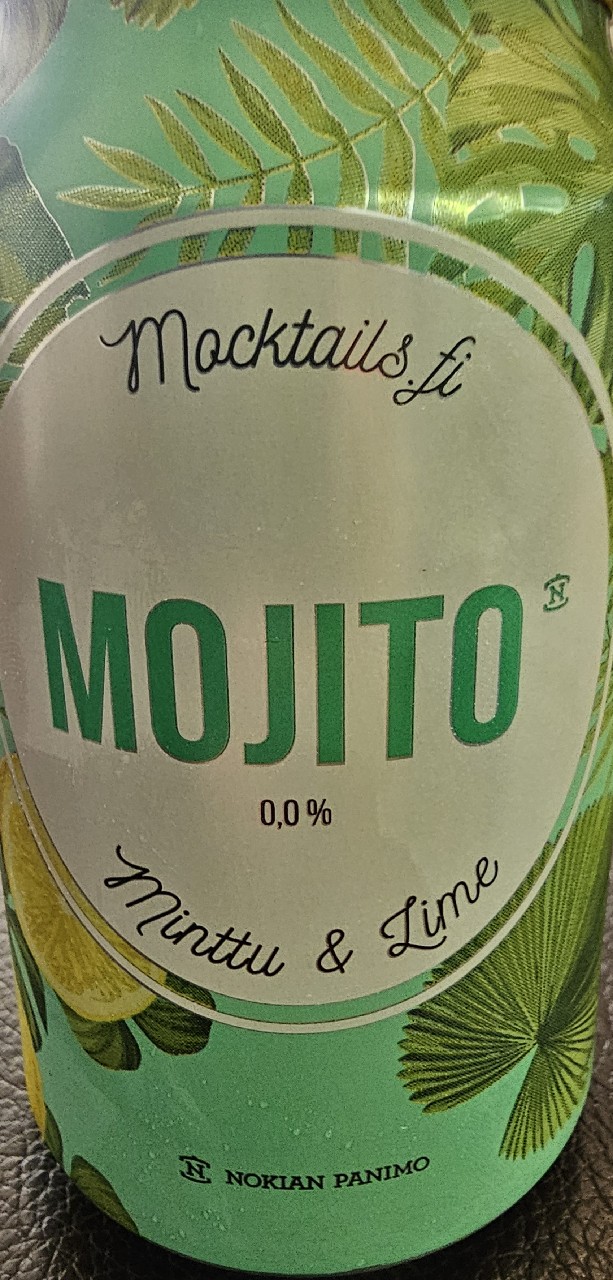 Mocktails.fi
MOJITO
0,0 %
Minttu & Lime
NOKIAN PANIMO